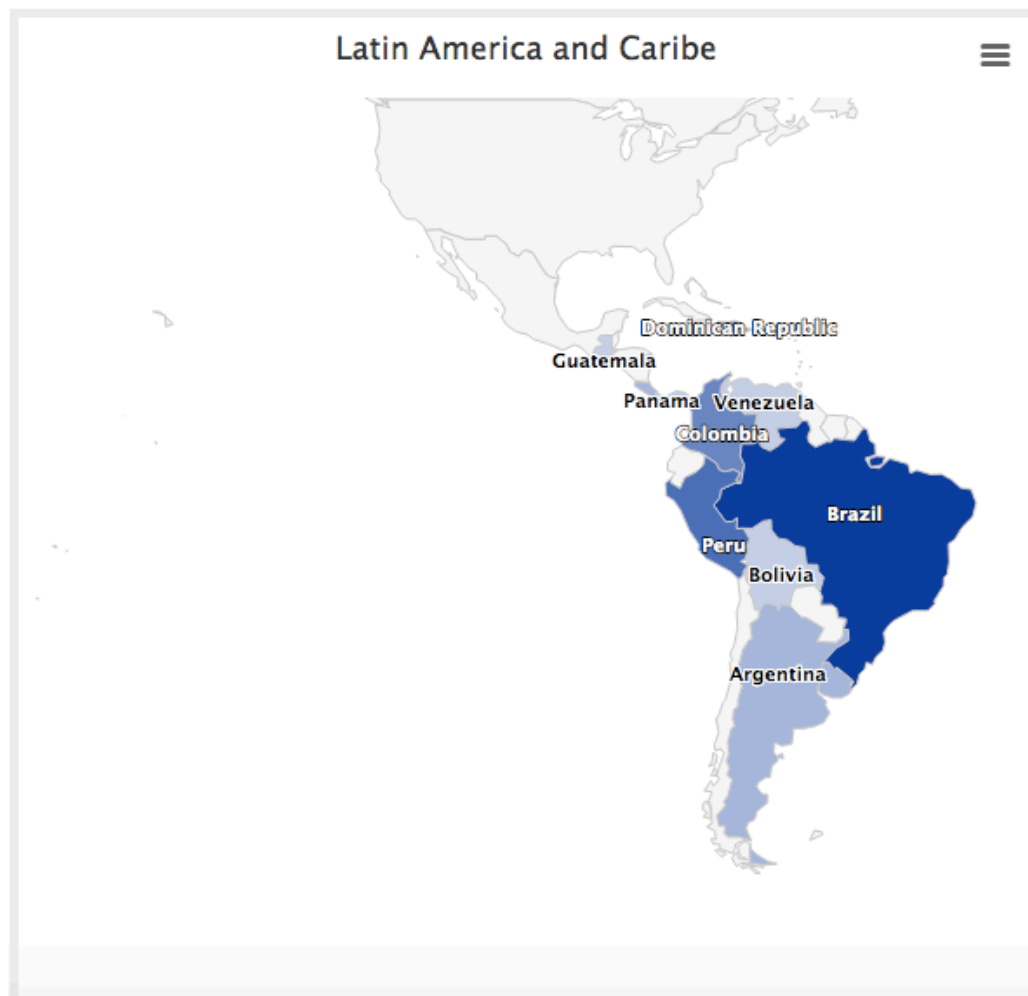 Latin America and Caribe
Dominican Republic
Guatemala
Panama
Venezuela
Colombia
Brazil
Peru
Bolivia
Argentina